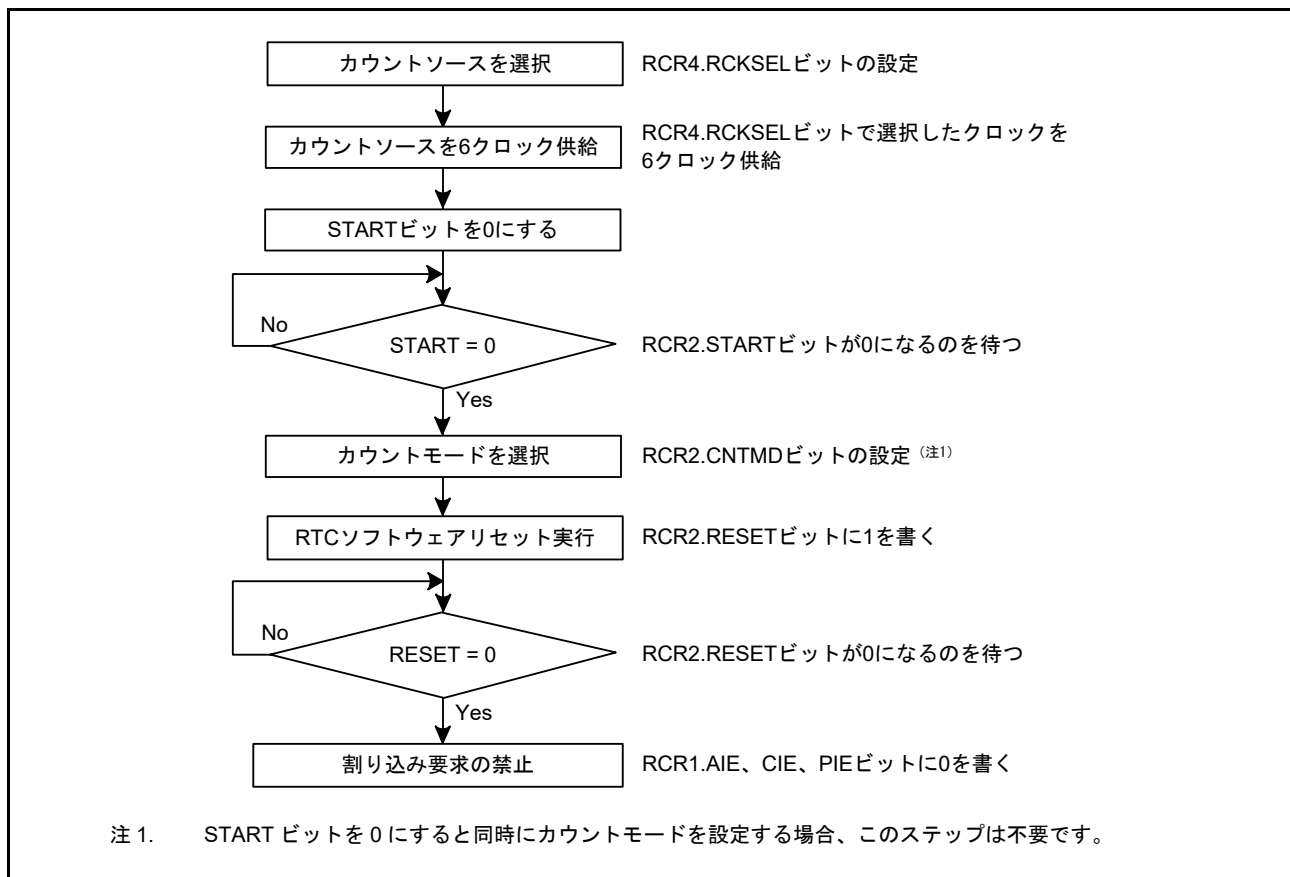 カウントソースを選択 RCR4.RCKSELビットの設定
カウントソースを6クロック供給 RCR4.RCKSELビットで選択したクロックを
6クロック供給
STARTビットを0にする
No
START = 0 RCR2.STARTビットが0になるのを待つ
Yes
カウントモードを選択 RCR2.CNTMDビットの設定（注1）
RTCソフトウェアリセット実行 RCR2.RESETビットに1を書く
No
RESET = 0 RCR2.RESETビットが0になるのを待つ
Yes
割り込み要求の禁止 RCR1.AIE、CIE、PIEビットに0を書く
注 1. START ビットを 0 にすると同時にカウントモードを設定する場合、このステップは不要です。